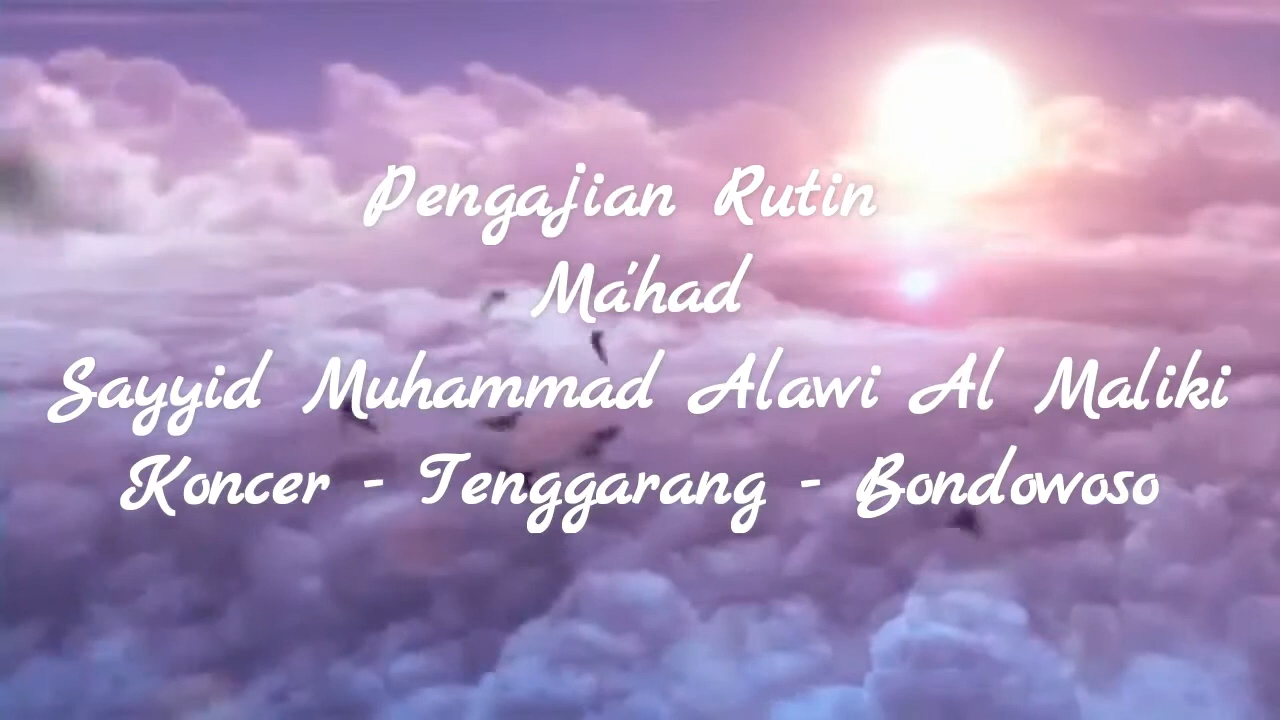 Pengajian Rutin
Ma'had
Sayyid Muhammad Alawi Al Maliki
Koncer - Tenggarang - Bondowoso